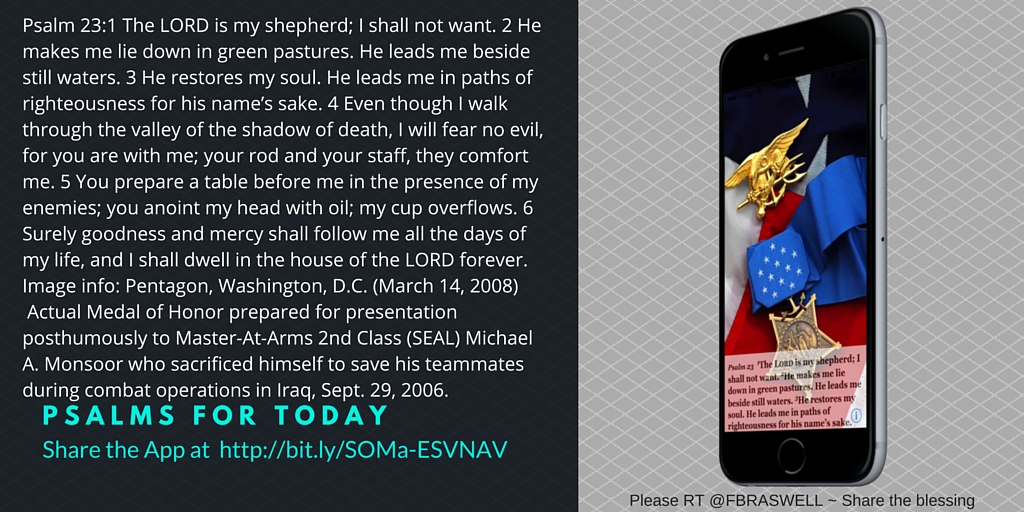 Psalm 23:1 The LORD is my shepherd; I shall not want. 2 He
makes me lie down in green pastures. He leads me beside
still waters. 3 He restores my soul. He leads me in paths of
righteousness for his name’s sake. 4 Even though I walk
through the valley of the shadow of death, I will fear no evil,
for you are with me; your rod and your staff, they comfort
me. 5 You prepare a table before me in the presence of my
enemies; you anoint my head with oil; my cup overflows. 6
Surely goodness and mercy shall follow me all the days of
my life, and I shall dwell in the house of the LORD forever.
Image info: Pentagon, Washington, D.C. (March 14, 2008)
Actual Medal of Honor prepared for presentation
posthumously to Master-At-Arms 2nd Class (SEAL) Michael
A. Monsoor who sacrificed himself to save his teammates
during combat operations in Iraq, Sept. 29, 2006.
PSALMS FOR TODAY
Share the App at http://bit.ly/SOMa-ESVNAV
Psalm 23 1The LORD is my shepherd; I
shall not want. 2He makes me lie
down in green pastures. He leads me
beside still waters. 3He restores my
soul. He leads me in paths of
righteousness for his name's sake.
i
Please RT @FBRASWELL ~ Share the blessing